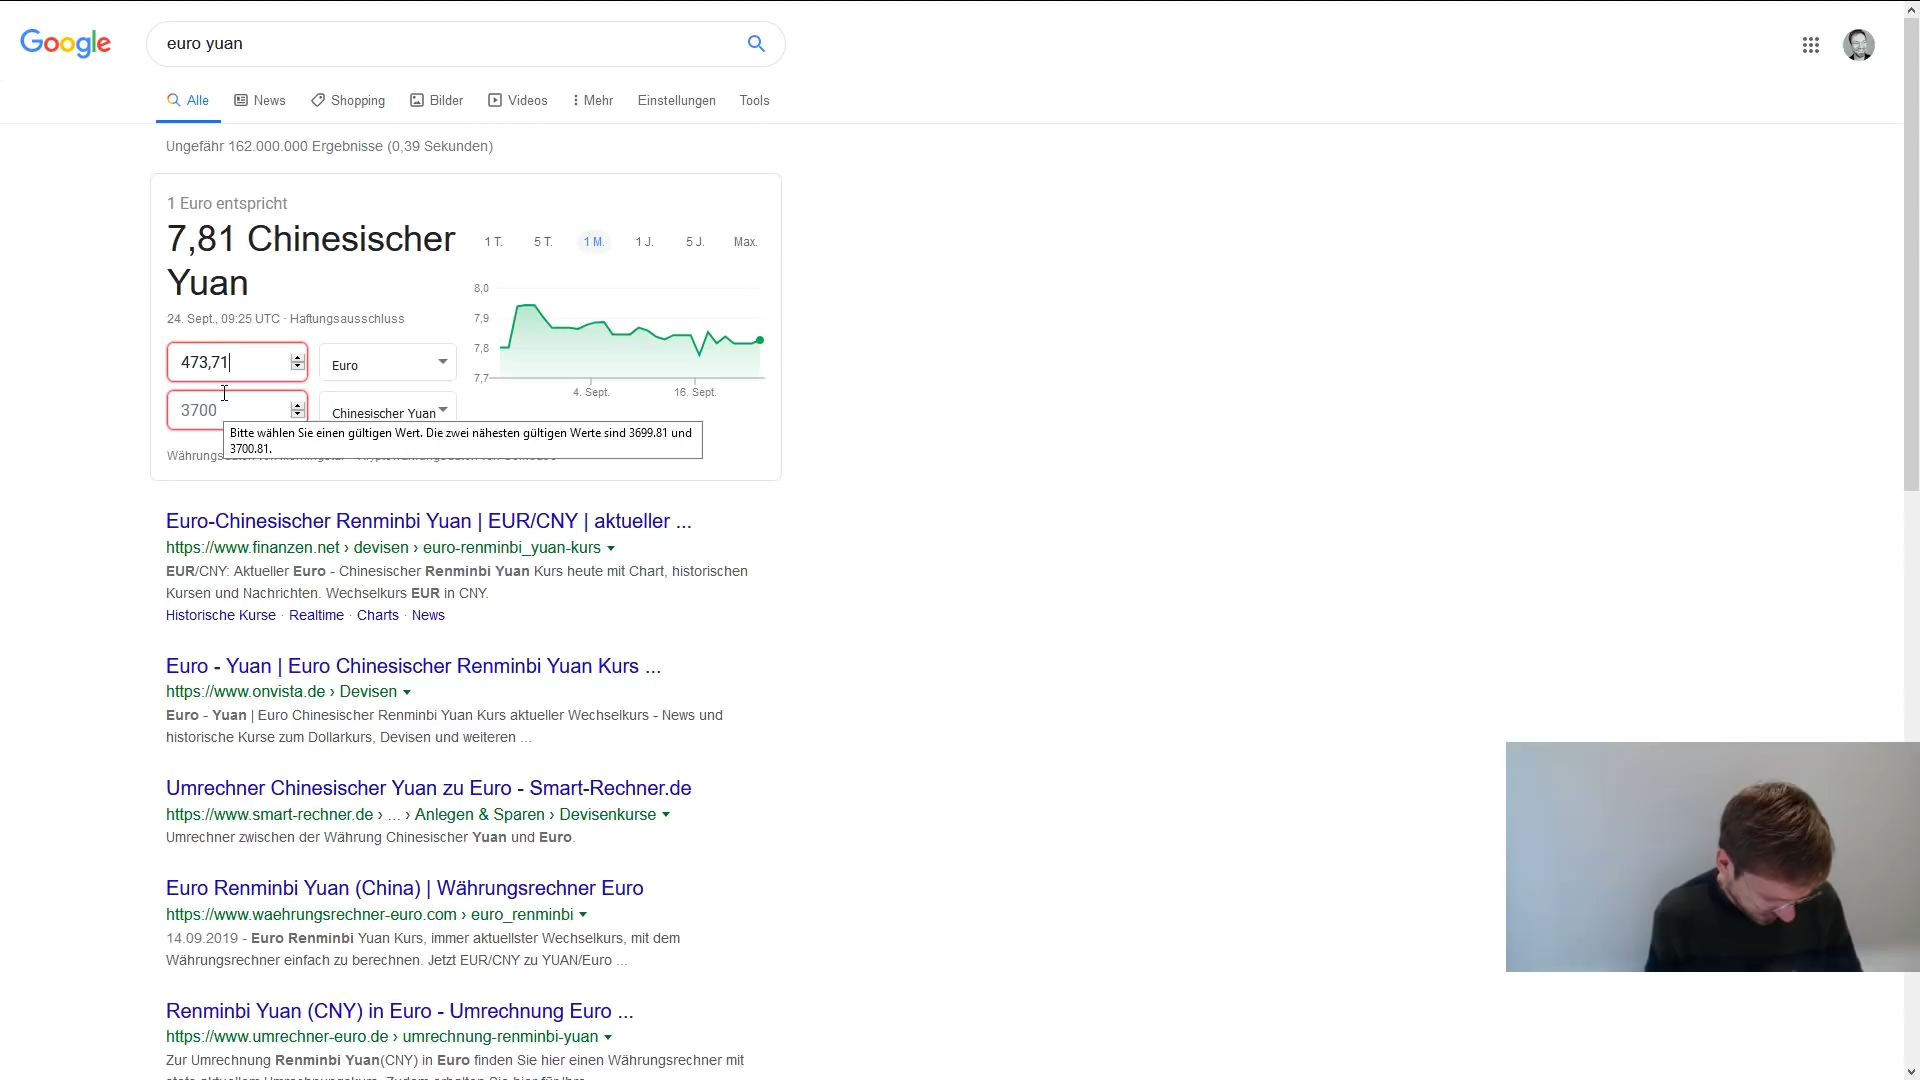 Google
euro yuan
Alle
News
Shopping
Bilder
Videos
Mehr
Einstellungen
Tools
Ungefähr 162.000.000 Ergebnisse (0,39 Sekunden)
1 Euro entspricht
7,81 Chinesischer
Yuan
24. Sept., 09:25 UTC · Haftungsausschluss
1 T.
5 T.
1 M.
1 J.
5 J.
Max.
8,0
7,9
7,8
7,7
4. Sept.
16. Sept.
473,71
Euro
3700
Chinesischer Yuan
Bitte wählen Sie einen gültigen Wert. Die zwei nähesten gültigen Werte sind 3699.81 und
3700.81.
Euro-Chinesischer Renminbi Yuan | EUR/CNY | aktueller ...
https://www.finanzen.net › devisen › euro-renminbi_yuan-kurs
EUR/CNY: Aktueller Euro - Chinesischer Renminbi Yuan Kurs heute mit Chart, historischen
Kursen und Nachrichten. Wechselkurs EUR in CNY.
Historische Kurse · Realtime · Charts · News
Euro - Yuan | Euro Chinesischer Renminbi Yuan Kurs ...
https://www.onvista.de › Devisen
Euro - Yuan | Euro Chinesischer Renminbi Yuan Kurs aktueller Wechselkurs - News und
historische Kurse zum Dollarkurs, Devisen und weiteren ...
Umrechner Chinesischer Yuan zu Euro - Smart-Rechner.de
https://www.smart-rechner.de › ... › Anlegen & Sparen › Devisenkurse
Umrechner zwischen der Währung Chinesischer Yuan und Euro.
Euro Renminbi Yuan (China) | Währungsrechner Euro
https://www.waehrungsrechner-euro.com › euro_renminbi
14.09.2019 - Euro Renminbi Yuan Kurs, immer aktuellster Wechselkurs, mit dem
Währungsrechner einfach zu berechnen. Jetzt EUR/CNY zu YUAN/Euro ...
Renminbi Yuan (CNY) in Euro - Umrechnung Euro ...
https://www.umrechner-euro.de › umrechnung-renminbi-yuan
Zur Umrechnung Renminbi Yuan(CNY) in Euro finden Sie hier einen Währungsrechner mit